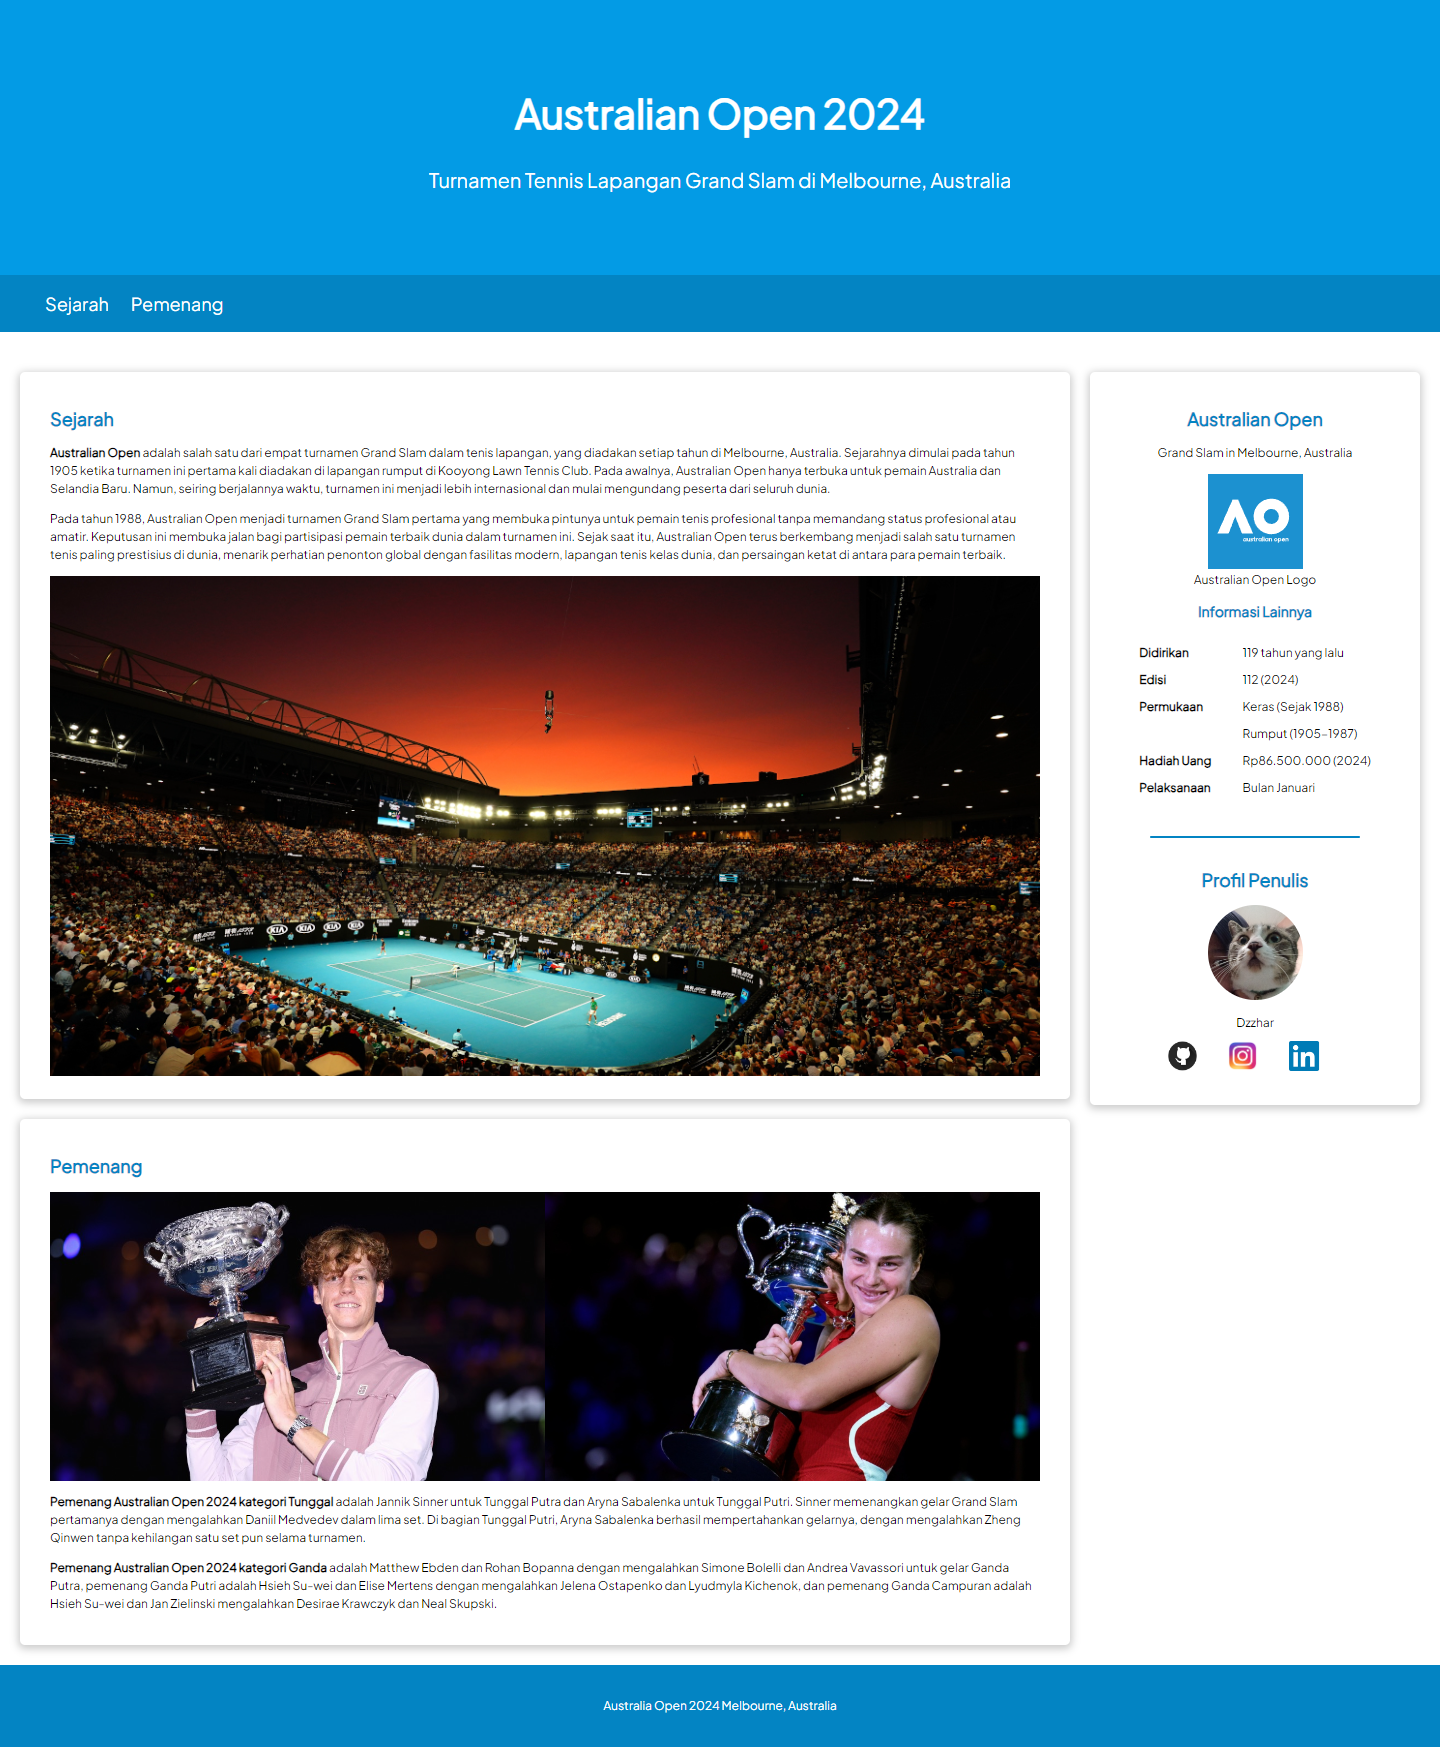 Australian Open 2024
Turnamen Tennis Lapangan Grand Slam di Melbourne, Australia
Sejarah
Pemenang
Sejarah
Australian Open adalah salah satu dari empat turnamen Grand Slam dalam tenis lapangan, yang diadakan setiap tahun di Melbourne, Australia. Sejarahnya dimulai pada tahun
1905 ketika turnamen ini pertama kali diadakan di lapangan rumput di Kooyong Lawn Tennis Club. Pada awalnya, Australian Open hanya terbuka untuk pemain Australia dan
Selandia Baru. Namun, seiring berjalannya waktu, turnamen ini menjadi lebih internasional dan mulai mengundang peserta dari seluruh dunia.
Pada tahun 1988, Australian Open menjadi turnamen Grand Slam pertama yang membuka pintunya untuk pemain tenis profesional tanpa memandang status profesional atau
amatir. Keputusan ini membuka jalan bagi partisipasi pemain terbaik dunia dalam turnamen ini. Sejak saat itu, Australian Open terus berkembang menjadi salah satu turnamen
tenis paling prestisius di dunia, menarik perhatian penonton global dengan fasilitas modern, lapangan tenis kelas dunia, dan persaingan ketat di antara para pemain terbaik.
KIA KIA KIA KIA
Pemenang
Pemenang Australian Open 2024 kategori Tunggal adalah Jannik Sinner untuk Tunggal Putra dan Aryna Sabalenka untuk Tunggal Putri. Sinner memenangkan gelar Grand Slam
pertamanya dengan mengalahkan Daniil Medvedev dalam lima set. Di bagian Tunggal Putri, Aryna Sabalenka berhasil mempertahankan gelarnya, dengan mengalahkan Zheng
Qinwen tanpa kehilangan satu set pun selama turnamen.
Pemenang Australian Open 2024 kategori Ganda adalah Matthew Ebden dan Rohan Bopanna dengan mengalahkan Simone Bolelli dan Andrea Vavassori untuk gelar Ganda
Putra, pemenang Ganda Putri adalah Hsieh Su-wei dan Elise Mertens dengan mengalahkan Jelena Ostapenko dan Lyudmyla Kichenok, dan pemenang Ganda Campuran adalah
Hsieh Su-wei dan Jan Zielinski mengalahkan Desirae Krawczyk dan Neal Skupski.
Australian Open
Grand Slam in Melbourne, Australia
AO
australian open
Australian Open Logo
Informasi Lainnya
Didirikan 119 tahun yang lalu
Edisi 112 (2024)
Permukaan Keras (Sejak 1988)
Rumput (1905-1987)
Hadiah Uang Rp86.500.000 (2024)
Pelaksanaan Bulan Januari
Profil Penulis
Dzzhar
in
Australia Open 2024 Melbourne, Australia